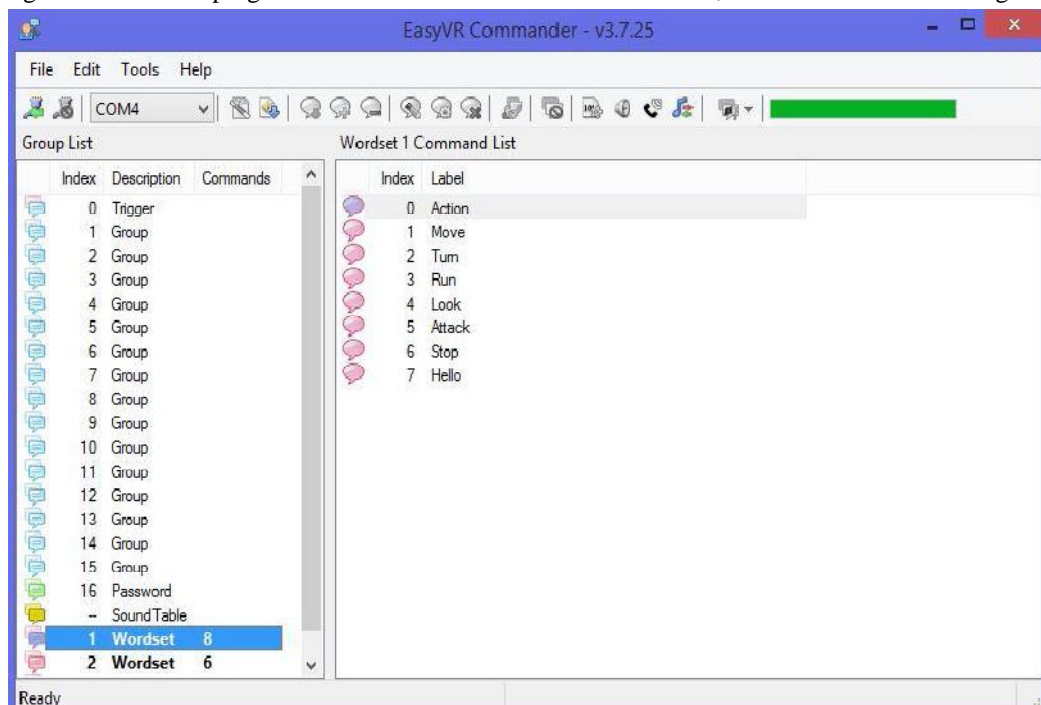 EasyVR Commander - v3.7.25
File Edit Tools Help
COM4
Group List
Index Description Commands
0 Trigger
1 Group
2 Group
3 Group
4 Group
5 Group
6 Group
7 Group
8 Group
9 Group
10 Group
11 Group
12 Group
13 Group
14 Group
15 Group
16 Password
-- SoundTable
1 Wordset 8
2 Wordset 6
Wordset 1 Command List
Index Label
0 Action
1 Move
2 Turn
3 Run
4 Look
5 Attack
6 Stop
7 Hello
Ready